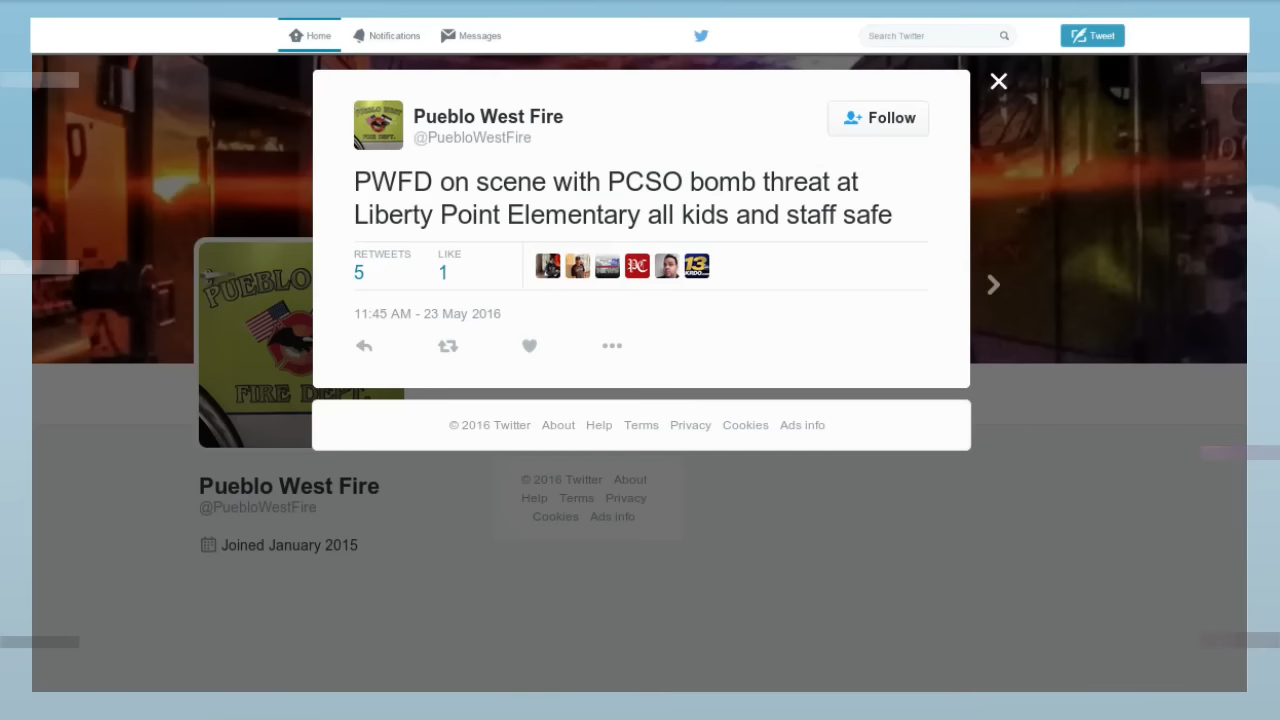 Home Notifications Messages Search Twitter Tweet
Pueblo West Fire
@PuebloWestFire
Follow
PWFD on scene with PCSO bomb threat at
Liberty Point Elementary all kids and staff safe
RETWEETS LIKE
5 1
11:45 AM - 23 May 2016
© 2016 Twitter About Help Terms Privacy Cookies Ads info
PUEBLO
FIRE DEPT.
Pueblo West Fire
@PuebloWestFire
Joined January 2015
© 2016 Twitter About
Help Terms Privacy
Cookies Ads info